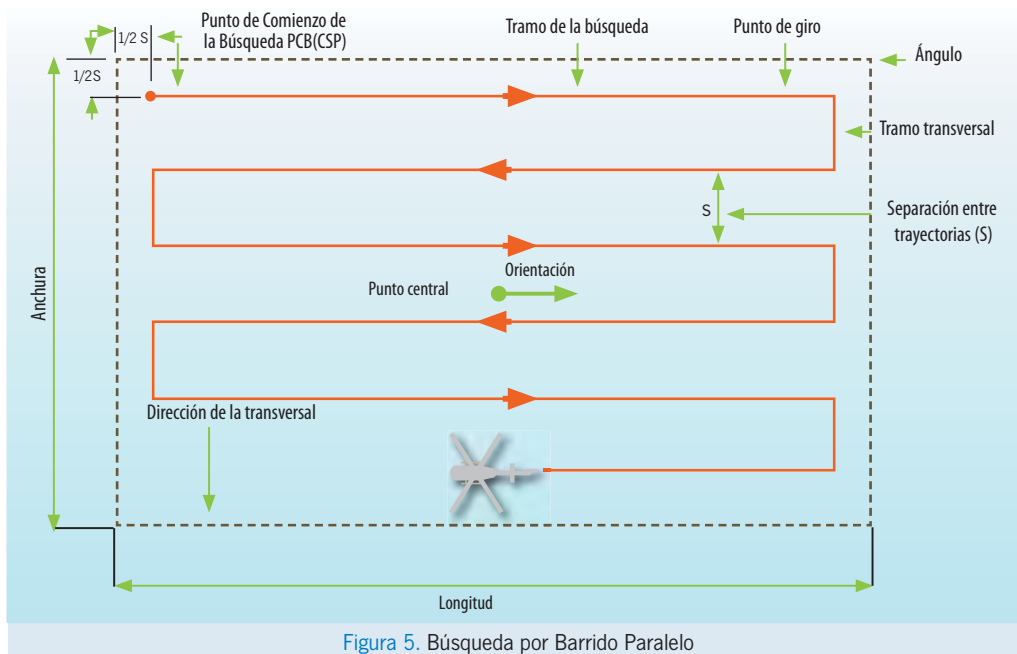 Punto de Comienzo de
la Búsqueda PCB(CSP)
Tramo de la búsqueda
Punto de giro
Ángulo
1/2 S
1/2S
Tramo transversal
S
Separación entre
trayectorias (S)
Orientación
Punto central
Anchura
Dirección de la transversal
Longitud
Figura 5. Búsqueda por Barrido Paralelo